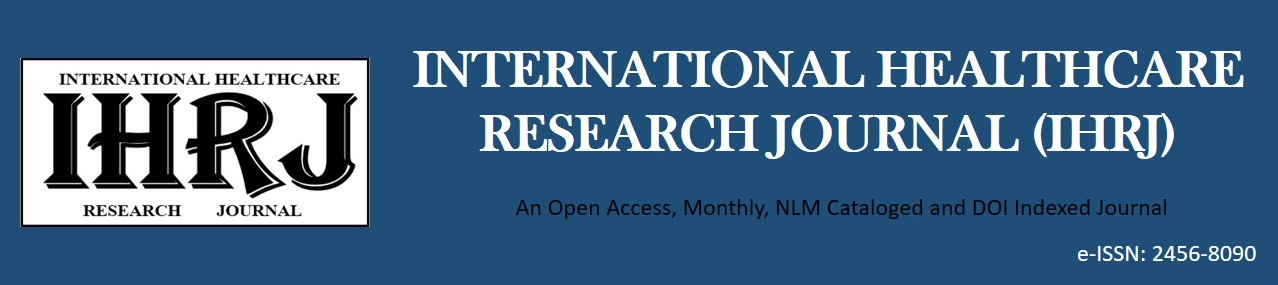 INTERNATIONAL HEALTHCARE
IHRJ
RESEARCH JOURNAL
INTERNATIONAL HEALTHCARE
RESEARCH JOURNAL (IHRJ)
An Open Access, Monthly, NLM Cataloged and DOI Indexed Journal
e-ISSN: 2456-8090